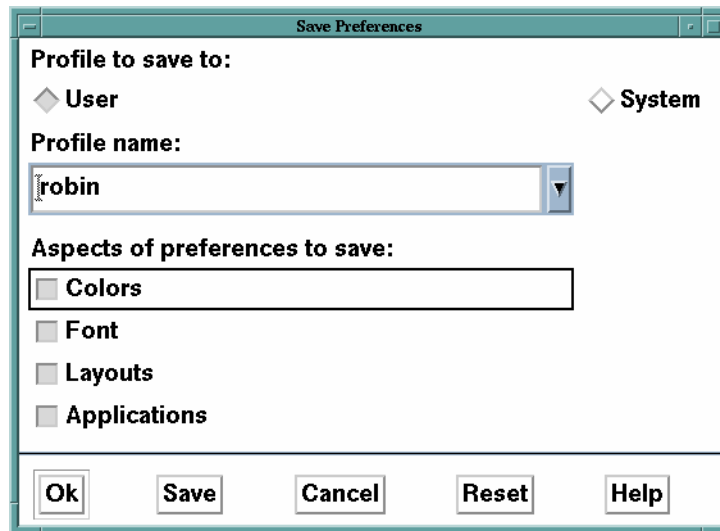 Save Preferences
Profile to save to:
User System
Profile name:
robin
Aspects of preferences to save:
Colors
Font
Layouts
Applications
Ok Save Cancel Reset Help